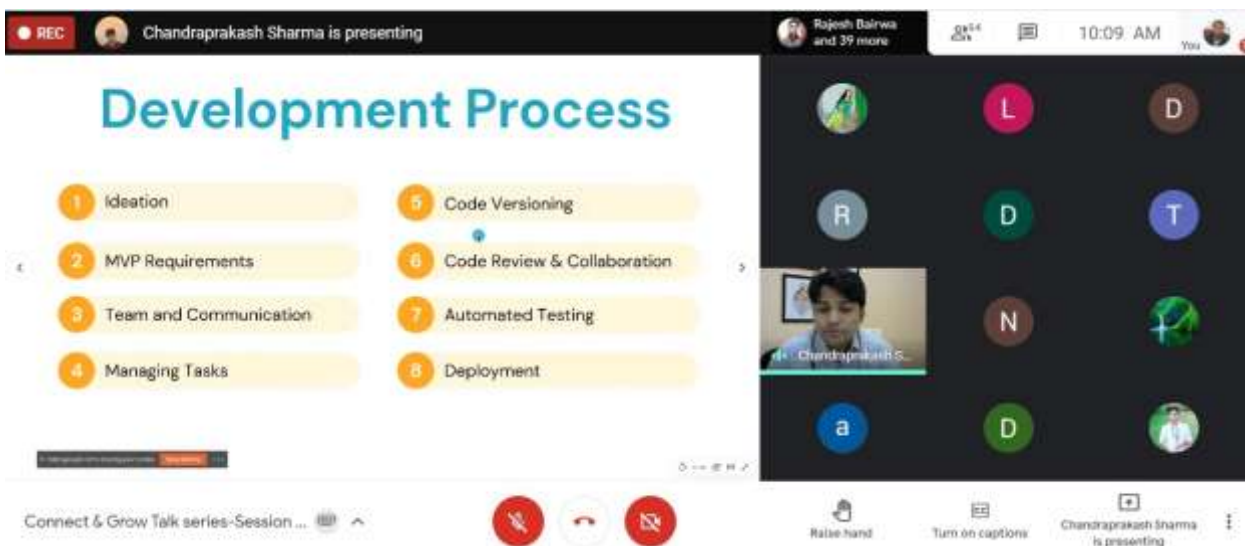 REC
Chandraprakash Sharma is presenting
Rajesh Bairwa
and 39 more
10:09 AM
You
Development Process
1 Ideation
2 MVP Requirements
3 Team and Communication
4 Managing Tasks
5 Code Versioning
6 Code Review & Collaboration
7 Automated Testing
8 Deployment
L
D
R
D
T
Chandraprakash S...
N
a
D
Connect & Grow Talk series-Session ...
Raise hand
Turn on captions
Chandraprakash Sharma
is presenting